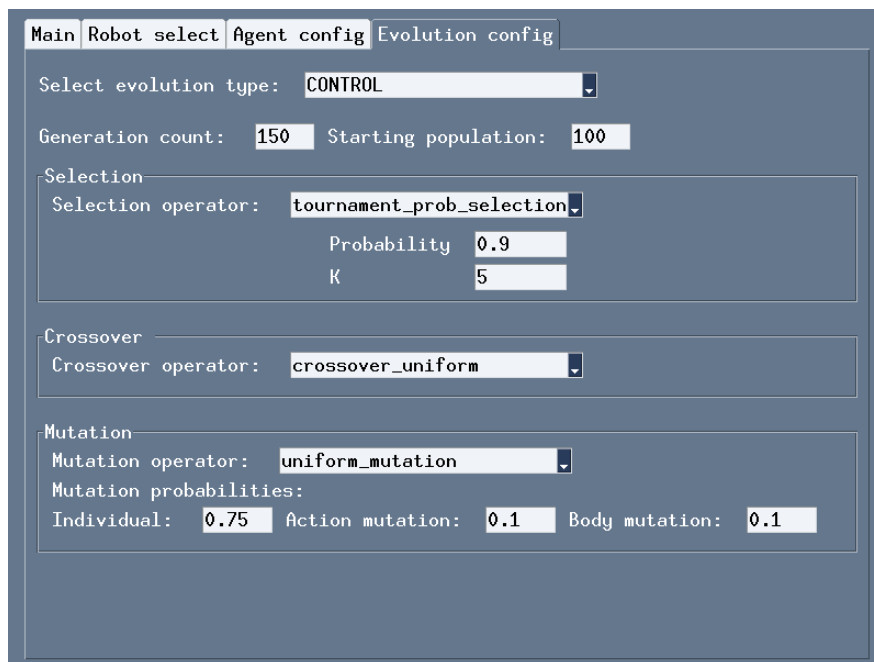 Main Robot select Agent config Evolution config
Select evolution type: CONTROL
Generation count: 150 Starting population: 100
Selection
Selection operator: tournament_prob_selection
Probability 0.9
K 5
Crossover
Crossover operator: crossover_uniform
Mutation
Mutation operator: uniform_mutation
Mutation probabilities:
Individual: 0.75 Action mutation: 0.1 Body mutation: 0.1